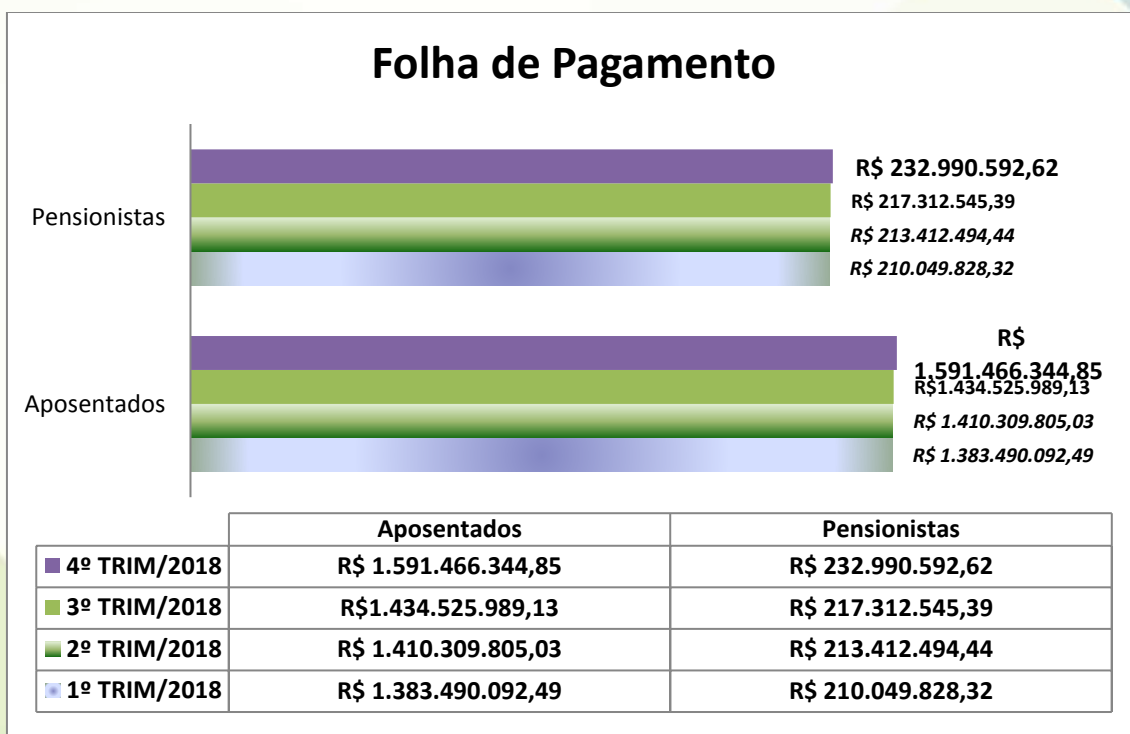 Folha de Pagamento
Pensionistas
R$ 232.990.592,62
R$ 217.312.545,39
R$ 213.412.494,44
R$ 210.049.828,32
Aposentados
R$
1.591.466.344,85
R$1.434.525.989,13
R$ 1.410.309.805,03
R$ 1.383.490.092,49
Aposentados Pensionistas
4º TRIM/2018 R$ 1.591.466.344,85 R$ 232.990.592,62
3º TRIM/2018 R$1.434.525.989,13 R$ 217.312.545,39
2º TRIM/2018 R$ 1.410.309.805,03 R$ 213.412.494,44
1º TRIM/2018 R$ 1.383.490.092,49 R$ 210.049.828,32